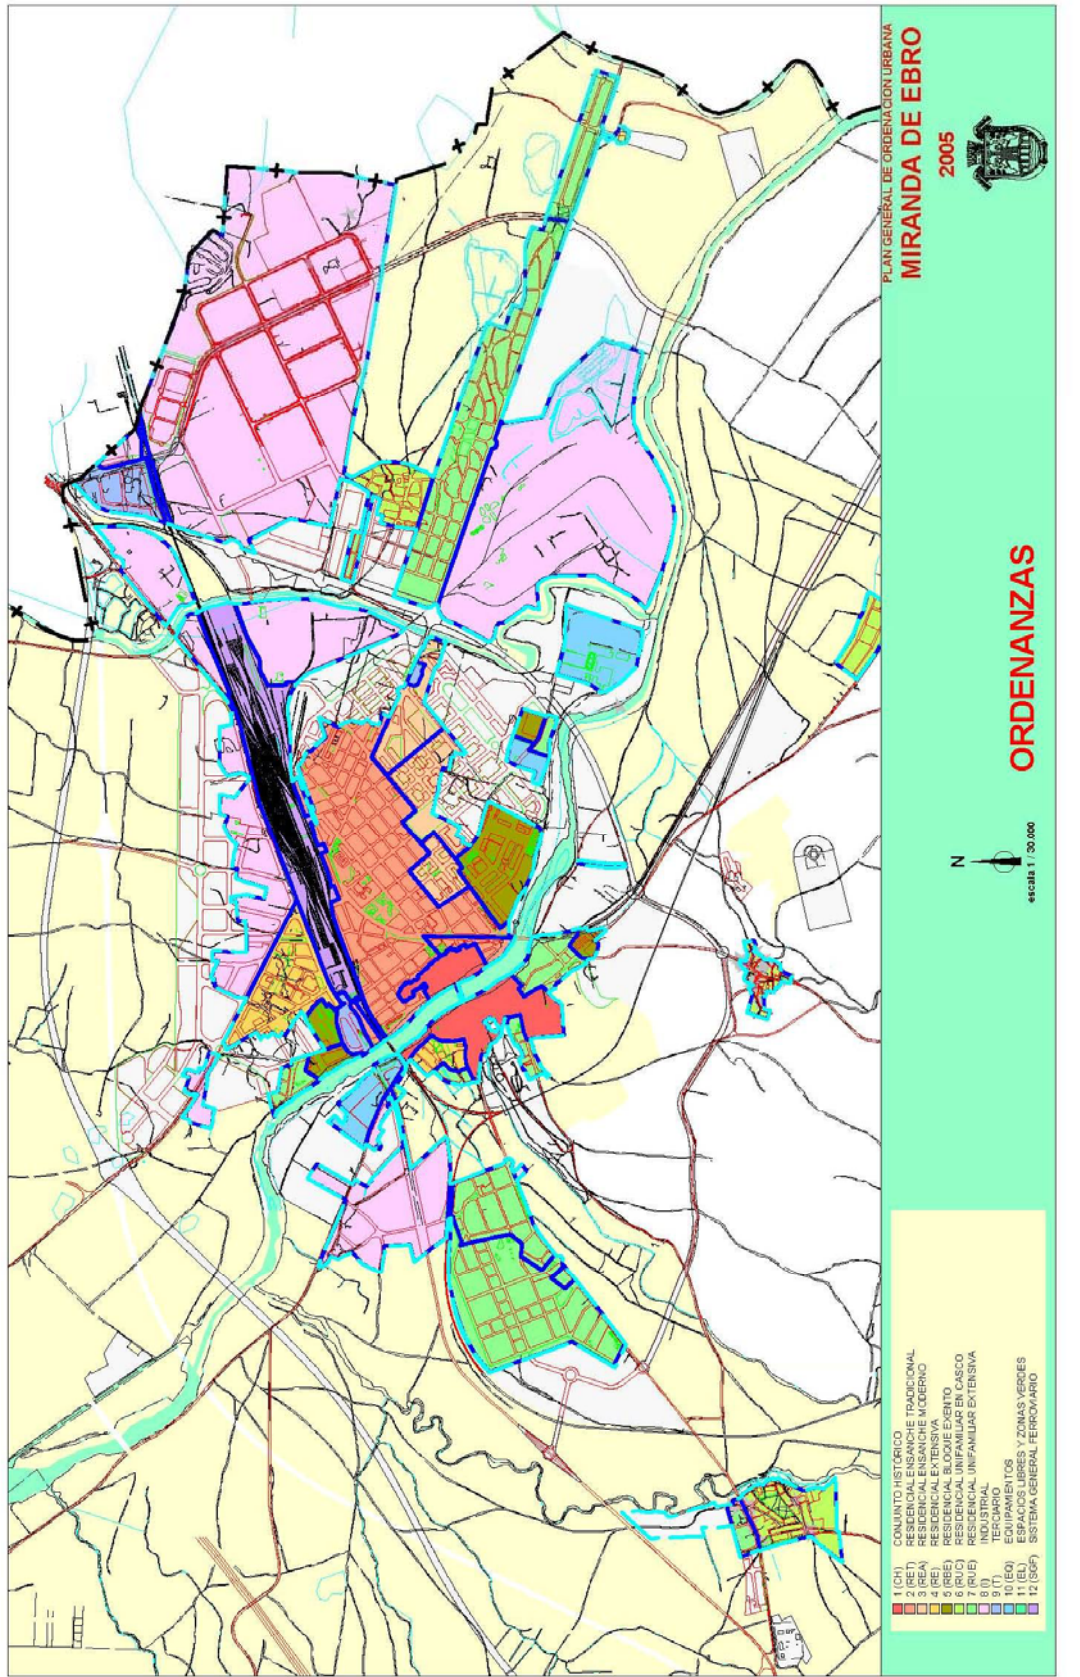 PLAN GENERAL DE ORDENACION URBANA
MIRANDA DE EBRO
2005
ORDENANZAS
N
escala 1 / 30.000
1 (CH) CONJUNTO HISTÓRICO
2 (RET) RESIDENCIAL ENSANCHE TRADICIONAL
3 (REA) RESIDENCIAL ENSANCHE MODERNO
4 (RE) RESIDENCIAL EXTENSIVA
5 (RBE) RESIDENCIAL BLOQUE EXENTO
6 (RUC) RESIDENCIAL UNIFAMILIAR EN CASCO
7 (RUE) RESIDENCIAL UNIFAMILIAR EXTENSIVA
8 (I) INDUSTRIAL
9 (T) TERCIARIO
10 (EQ) EQUIPAMIENTOS
11 (EL) ESPACIOS LIBRES Y ZONAS VERDES
12 (SGF) SISTEMA GENERAL FERROVIARIO